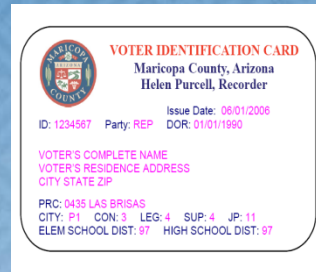 MARICOPA
COUNTY
VOTER IDENTIFICATION CARD
Maricopa County, Arizona
Helen Purcell, Recorder
Issue Date: 06/01/2006
ID: 1234567 Party: REP DOR: 01/01/1990
VOTER'S COMPLETE NAME
VOTER'S RESIDENCE ADDRESS
CITY STATE ZIP
PRC: 0435 LAS BRISAS
CITY: P1 CON: 3 LEG: 4 SUP: 4 JP: 11
ELEM SCHOOL DIST: 97 HIGH SCHOOL DIST: 97